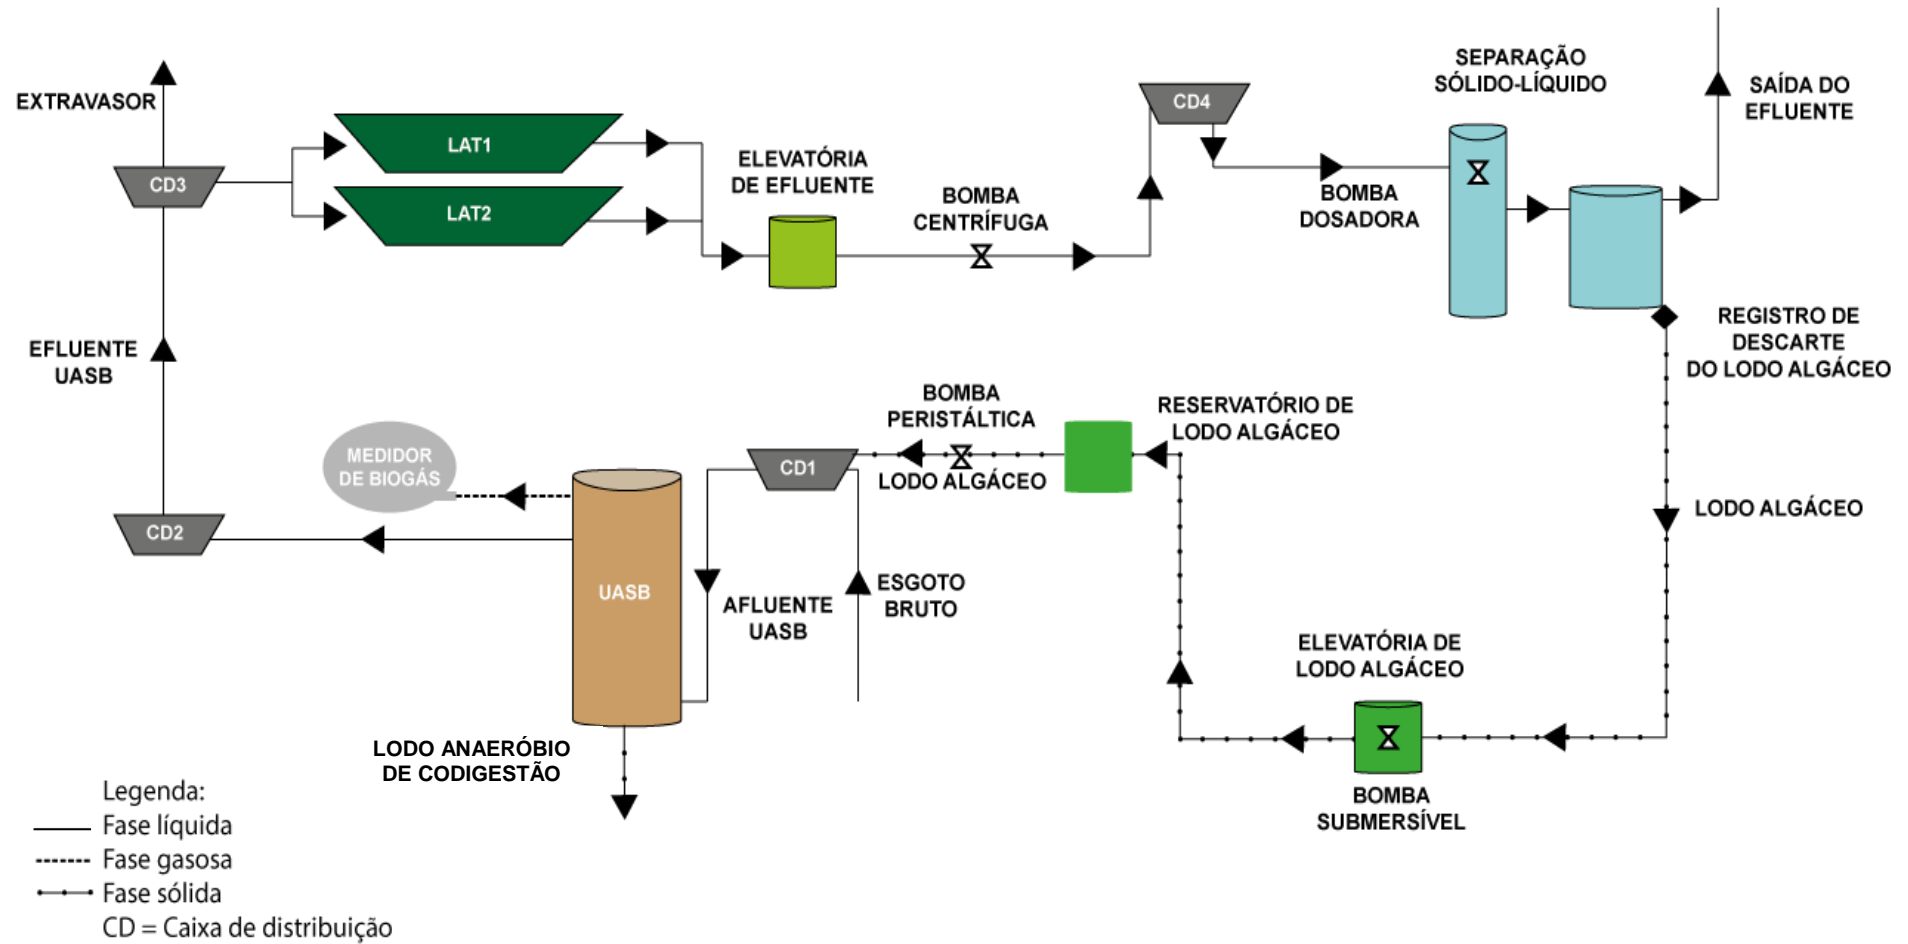 SEPARAÇÃO
SÓLIDO-LÍQUIDO
EXTRAVASOR
CD4
SAÍDA DO
EFLUENTE
LAT1
ELEVATÓRIA
DE EFLUENTE
CD3
BOMBA
CENTRÍFUGA
BOMBA
DOSADORA
LAT2
EFLUENTE
UASB
REGISTRO DE
DESCARTE
DO LODO ALGÁCEO
BOMBA
PERISTÁLTICA
RESERVATÓRIO DE
LODO ALGÁCEO
MEDIDOR
DE BIOGÁS
CD1
LODO ALGÁCEO
LODO ALGÁCEO
CD2
UASB
AFLUENTE
UASB
ESGOTO
BRUTO
ELEVATÓRIA DE
LODO ALGÁCEO
LODO ANAERÓBIO
DE CODIGESTÃO
BOMBA
SUBMERSÍVEL
Legenda:
Fase líquida
Fase gasosa
Fase sólida
CD = Caixa de distribuição